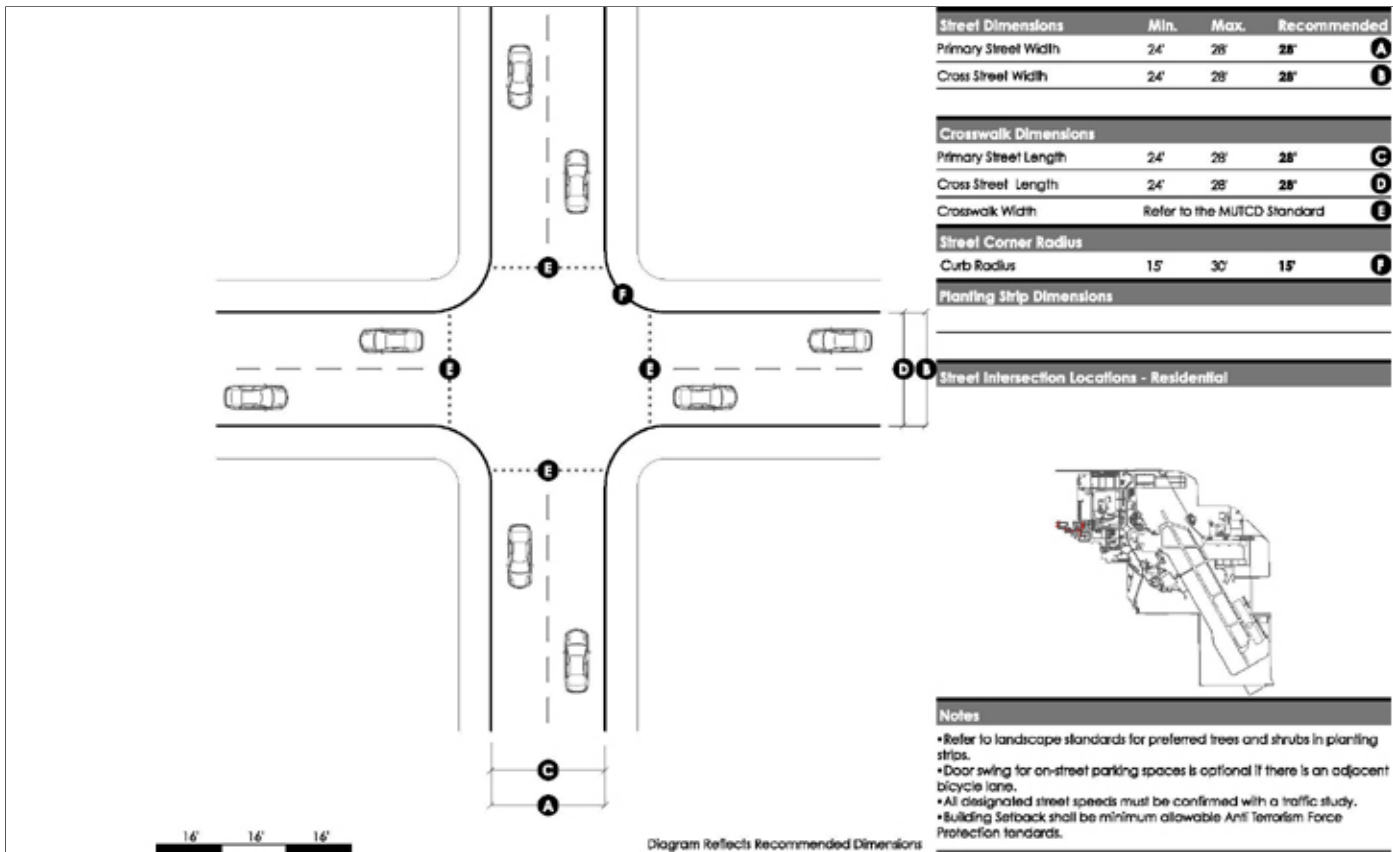 Street Dimensions Min. Max. Recommended
Primary Street Width 24' 28' 28' A
Cross Street Width 24' 28' 28' B
Crosswalk Dimensions
Primary Street Length 24' 28' 28' C
Cross Street Length 24' 28' 28' D
Crosswalk Width Refer to the MUTCD Standard E
Street Corner Radius
Curb Radius 15' 30' 15' F
Planting Strip Dimensions
Street Intersection Locations - Residential
Notes
•Refer to landscape standards for preferred trees and shrubs in planting
strips.
•Door swing for on-street parking spaces is optional if there is an adjacent
bicycle lane.
•All designated street speeds must be confirmed with a traffic study.
•Building Setback shall be minimum allowable Anti Terrorism Force
Protection tandards.
E
F
E
E
D B
E
C
A
16' 16' 16'
Diagram Reflects Recommended Dimensions